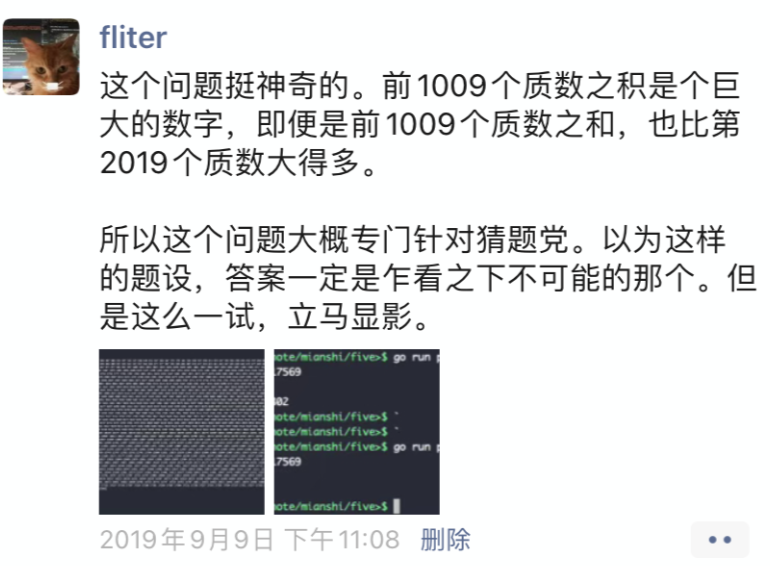 fliter
这个问题挺神奇的。前1009个质数之积是个巨
大的数字，即便是前1009个质数之和，也比第
2019个质数大得多。
所以这个问题大概专门针对猜题党。以为这样
的题设，答案一定是乍看之下不可能的那个。但
是这么一试，立马显影。
ote/mianshi/five>$ go run p
17569
02
ote/mianshi/five>$ `
ote/mianshi/five>$ `
ote/mianshi/five>$ go run p
17569
ote/mianshi/five>$
2019年9月9日 下午11:08 删除